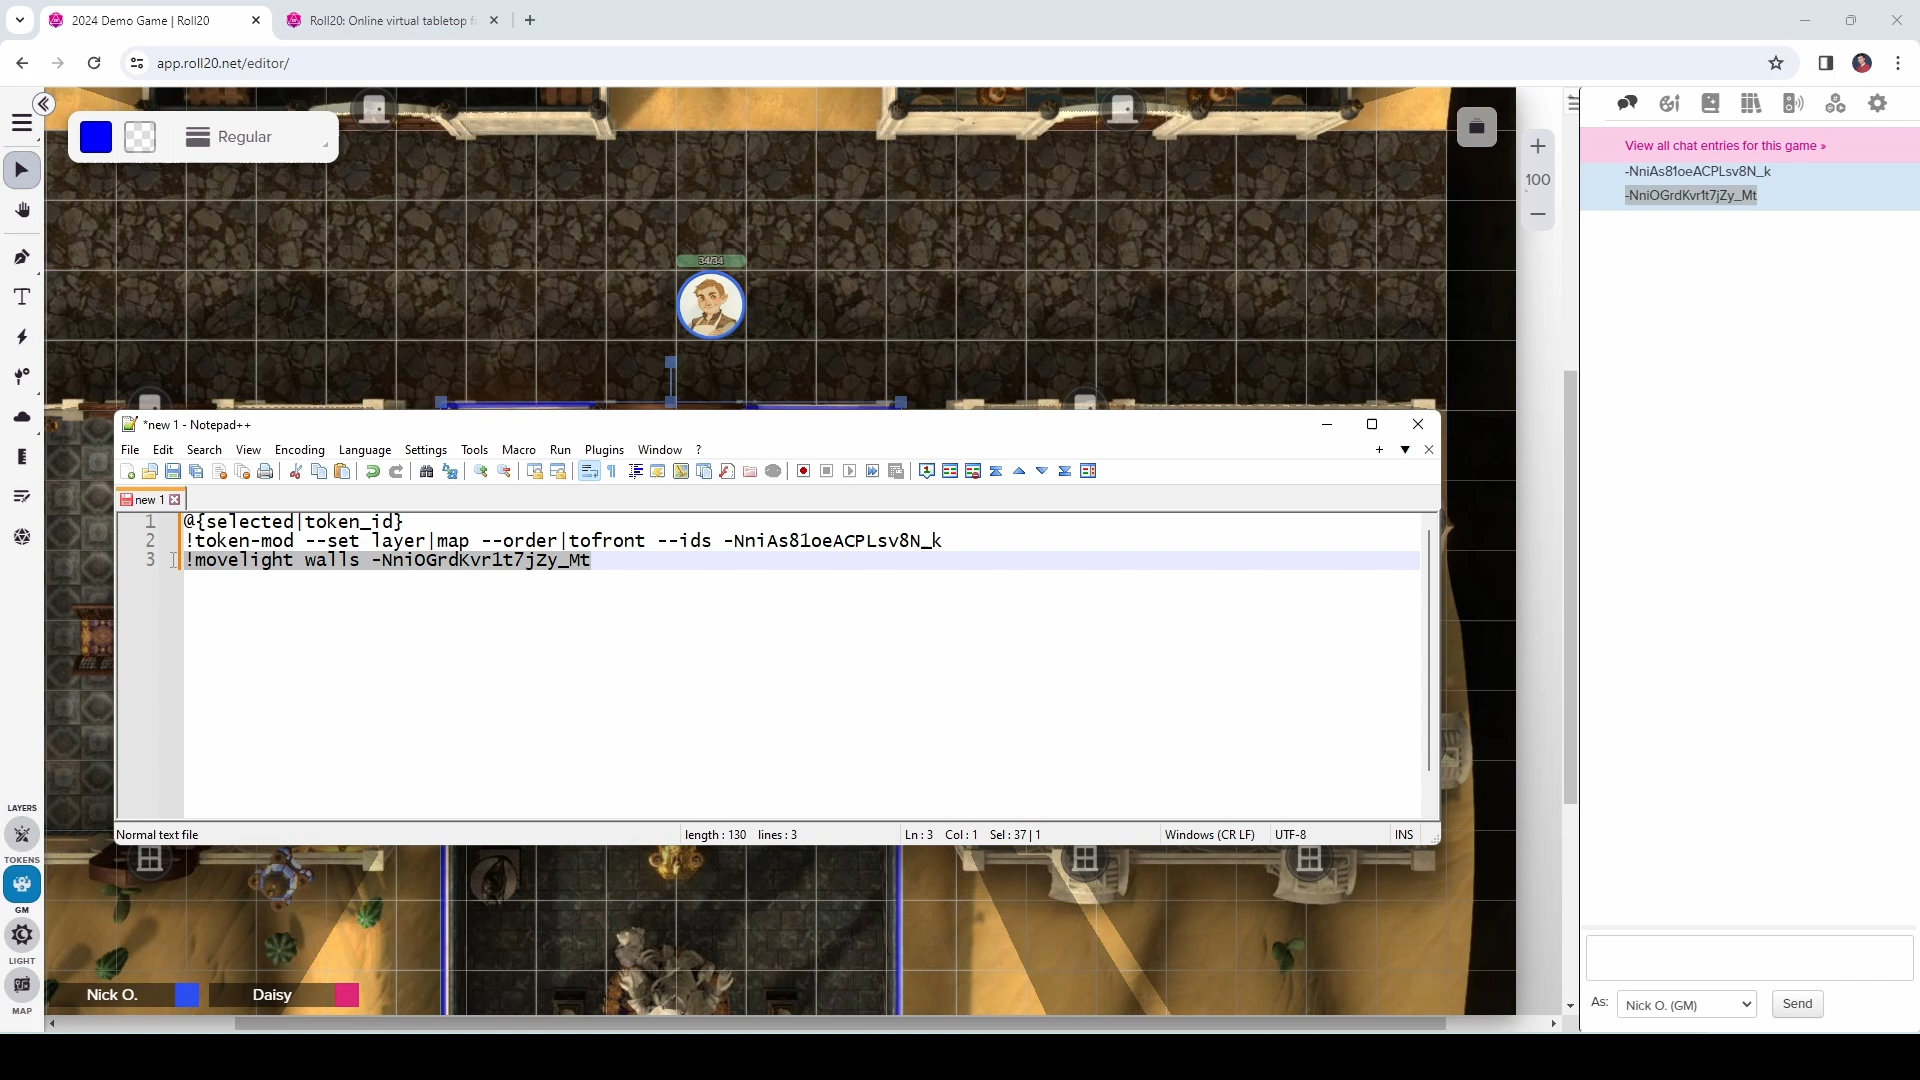 2024 Demo Game | Roll20
Roll20: Online virtual tabletop f
app.roll20.net/editor/
Regular
100
View all chat entries for this game »
-NniAs81oeACPLsv8N_k
-NniOGrdKvr1t7jZy_Mt
34/34
*new 1 - Notepad++
File Edit Search View Encoding Language Settings Tools Macro Run Plugins Window ?
new 1
1 @{selected|token_id}
2 !token-mod --set layer|map --order|tofront --ids -NniAs81oeACPLsv8N_k
3 !movelight walls -NniOGrdKvr1t7jZy_Mt
Normal text file length : 130 lines : 3 Ln : 3 Col : 1 Sel : 37 | 1 Windows (CR LF) UTF-8 INS
LAYERS
TOKENS
GM
LIGHT
MAP
Nick O. Daisy
As: Nick O. (GM) Send